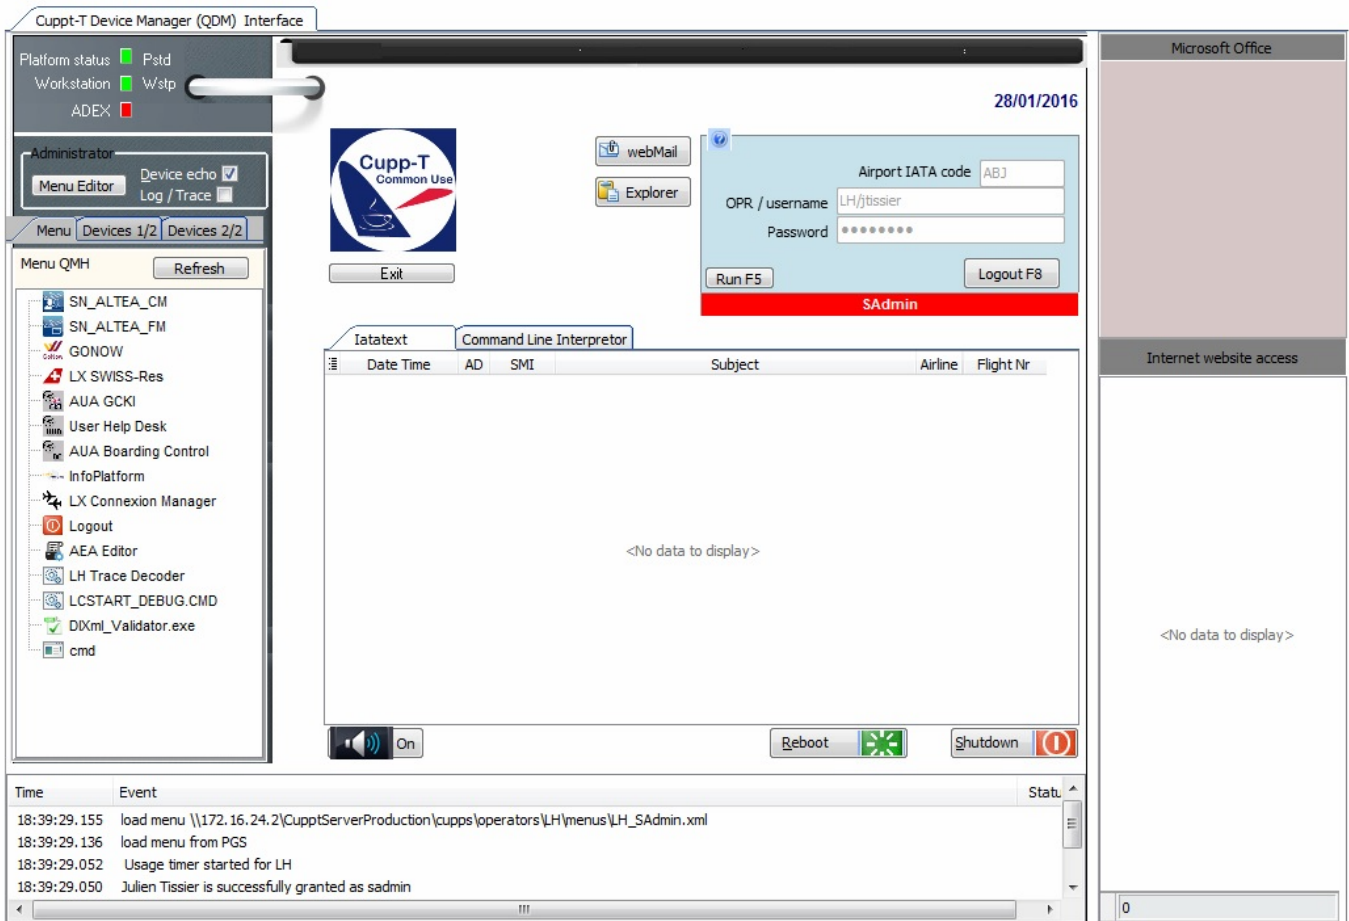 Cuppt-T Device Manager (QDM) Interface
Platform status Pstd
Workstation Wstp
ADEX
Administrator
Menu Editor
Device echo
Log / Trace
Menu Devices 1/2 Devices 2/2
Menu QMH Refresh
SN_ALTEA_CM
SN_ALTEA_FM
GONOW
LX SWISS-Res
AUA GCKI
User Help Desk
AUA Boarding Control
InfoPlatform
LX Connexion Manager
Logout
AEA Editor
LH Trace Decoder
LCSTART_DEBUG.CMD
DIXml_Validator.exe
cmd
28/01/2016
Cupp-T
Common Use
Exit
webMail
Explorer
Airport IATA code ABJ
OPR / username LH/jtissier
Password ••••••••
Run F5 Logout F8
SAdmin
Iatatext Command Line Interpretor
Date Time AD SMI Subject Airline Flight Nr
<No data to display>
On
Reboot
Shutdown
Microsoft Office
Internet website access
<No data to display>
0
Time Event Statu
18:39:29.155 load menu \\172.16.24.2\CupptServerProduction\cupps\operators\LH\menus\LH_SAdmin.xml
18:39:29.136 load menu from PGS
18:39:29.052 Usage timer started for LH
18:39:29.050 Julien Tissier is successfully granted as sadmin